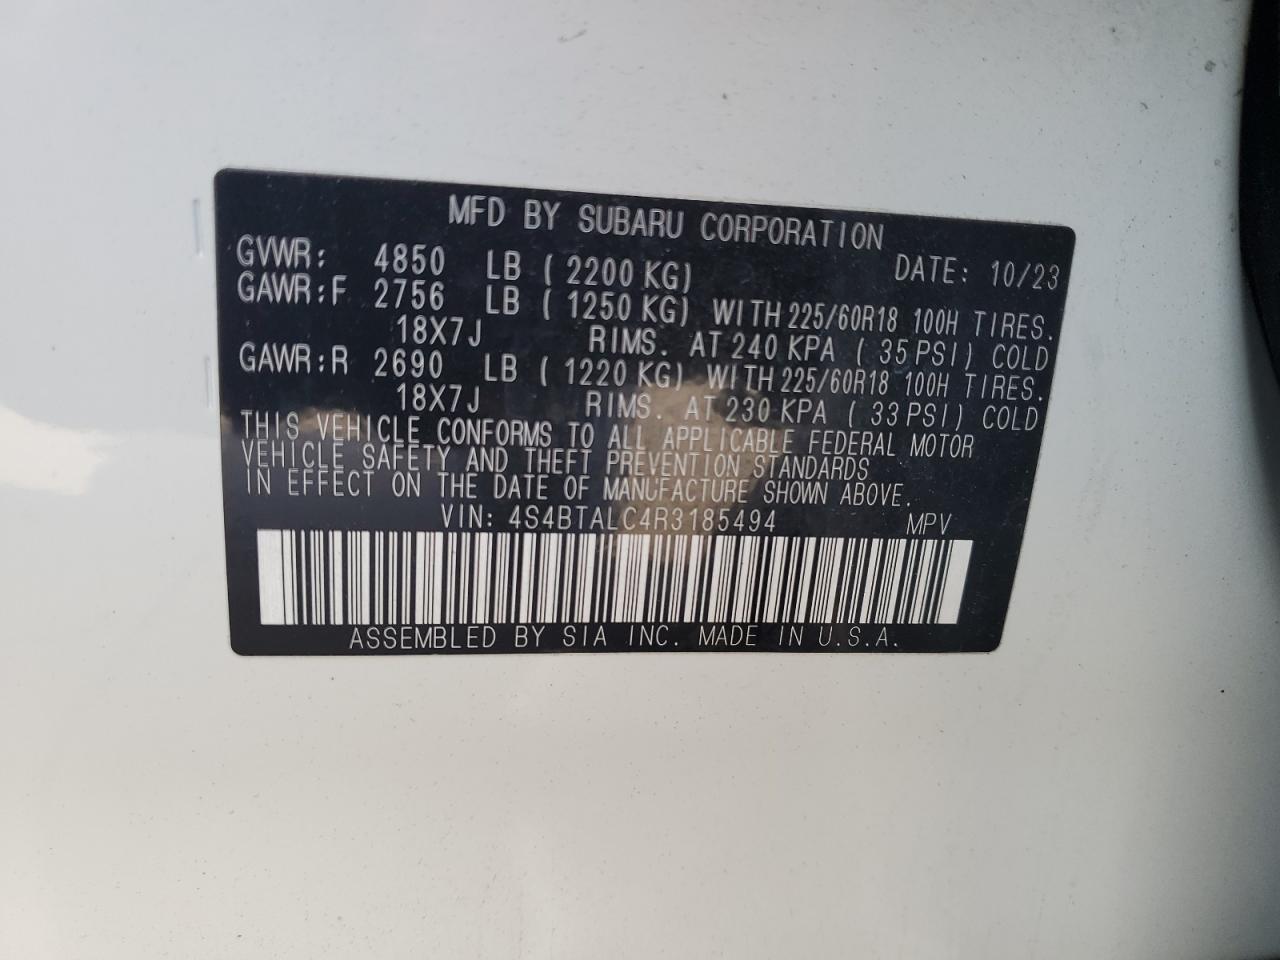 MFD BY SUBARU CORPORATION
GVWR: 4850 LB ( 2200 KG) DATE: 10/23
GAWR:F 2756 LB ( 1250 KG) WITH 225/60R18 100H TIRES.
18X7J RIMS. AT 240 KPA ( 35 PSI) COLD
GAWR:R 2690 LB ( 1220 KG) WITH 225/60R18 100H TIRES.
18X7J RIMS. AT 230 KPA ( 33 PSI) COLD
THIS VEHICLE CONFORMS TO ALL APPLICABLE FEDERAL MOTOR
VEHICLE SAFETY AND THEFT PREVENTION STANDARDS
IN EFFECT ON THE DATE OF MANUFACTURE SHOWN ABOVE.
VIN: 4S4BTALC4R3185494 MPV
ASSEMBLED BY SIA INC. MADE IN U.S.A.